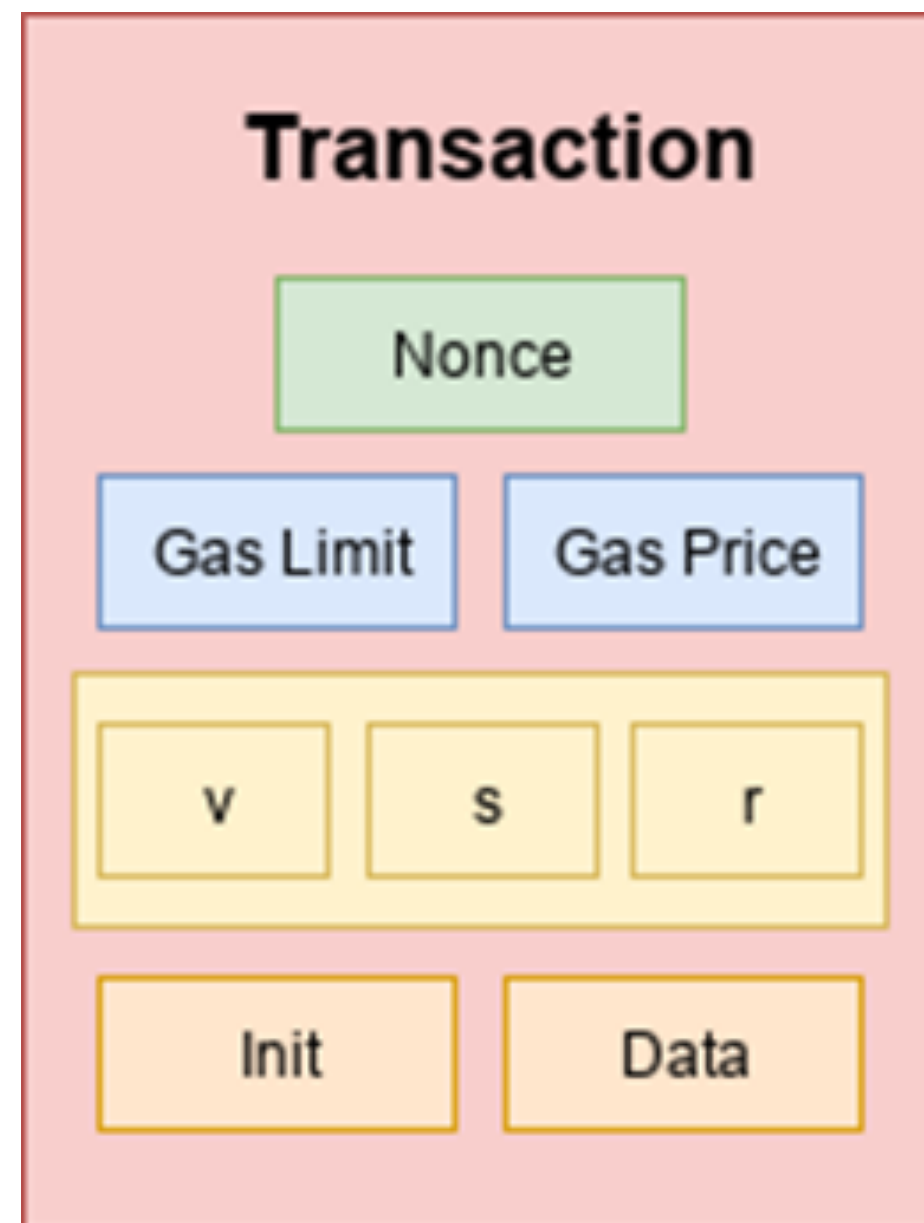 Transaction
Nonce
Gas Limit Gas Price
v s r
Init Data